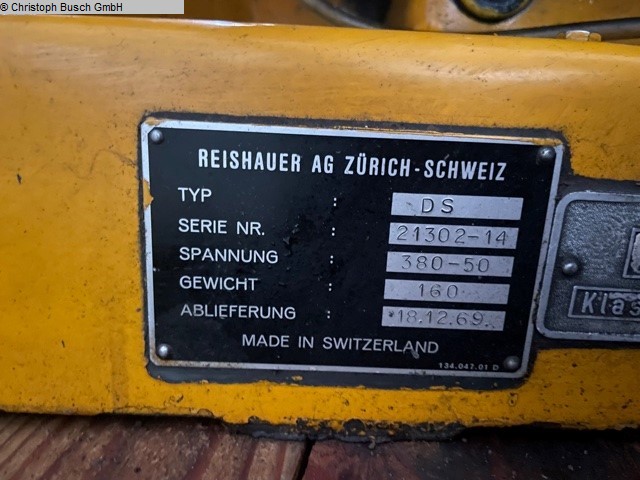 © Christoph Busch GmbH
REISHAUER AG ZÜRICH-SCHWEIZ
TYP : DS
SERIE NR. : 21302-14
SPANNUNG : 380-50
GEWICHT : 160
ABLIEFERUNG : 18.12.69.
MADE IN SWITZERLAND
134.047.01 D
Klas